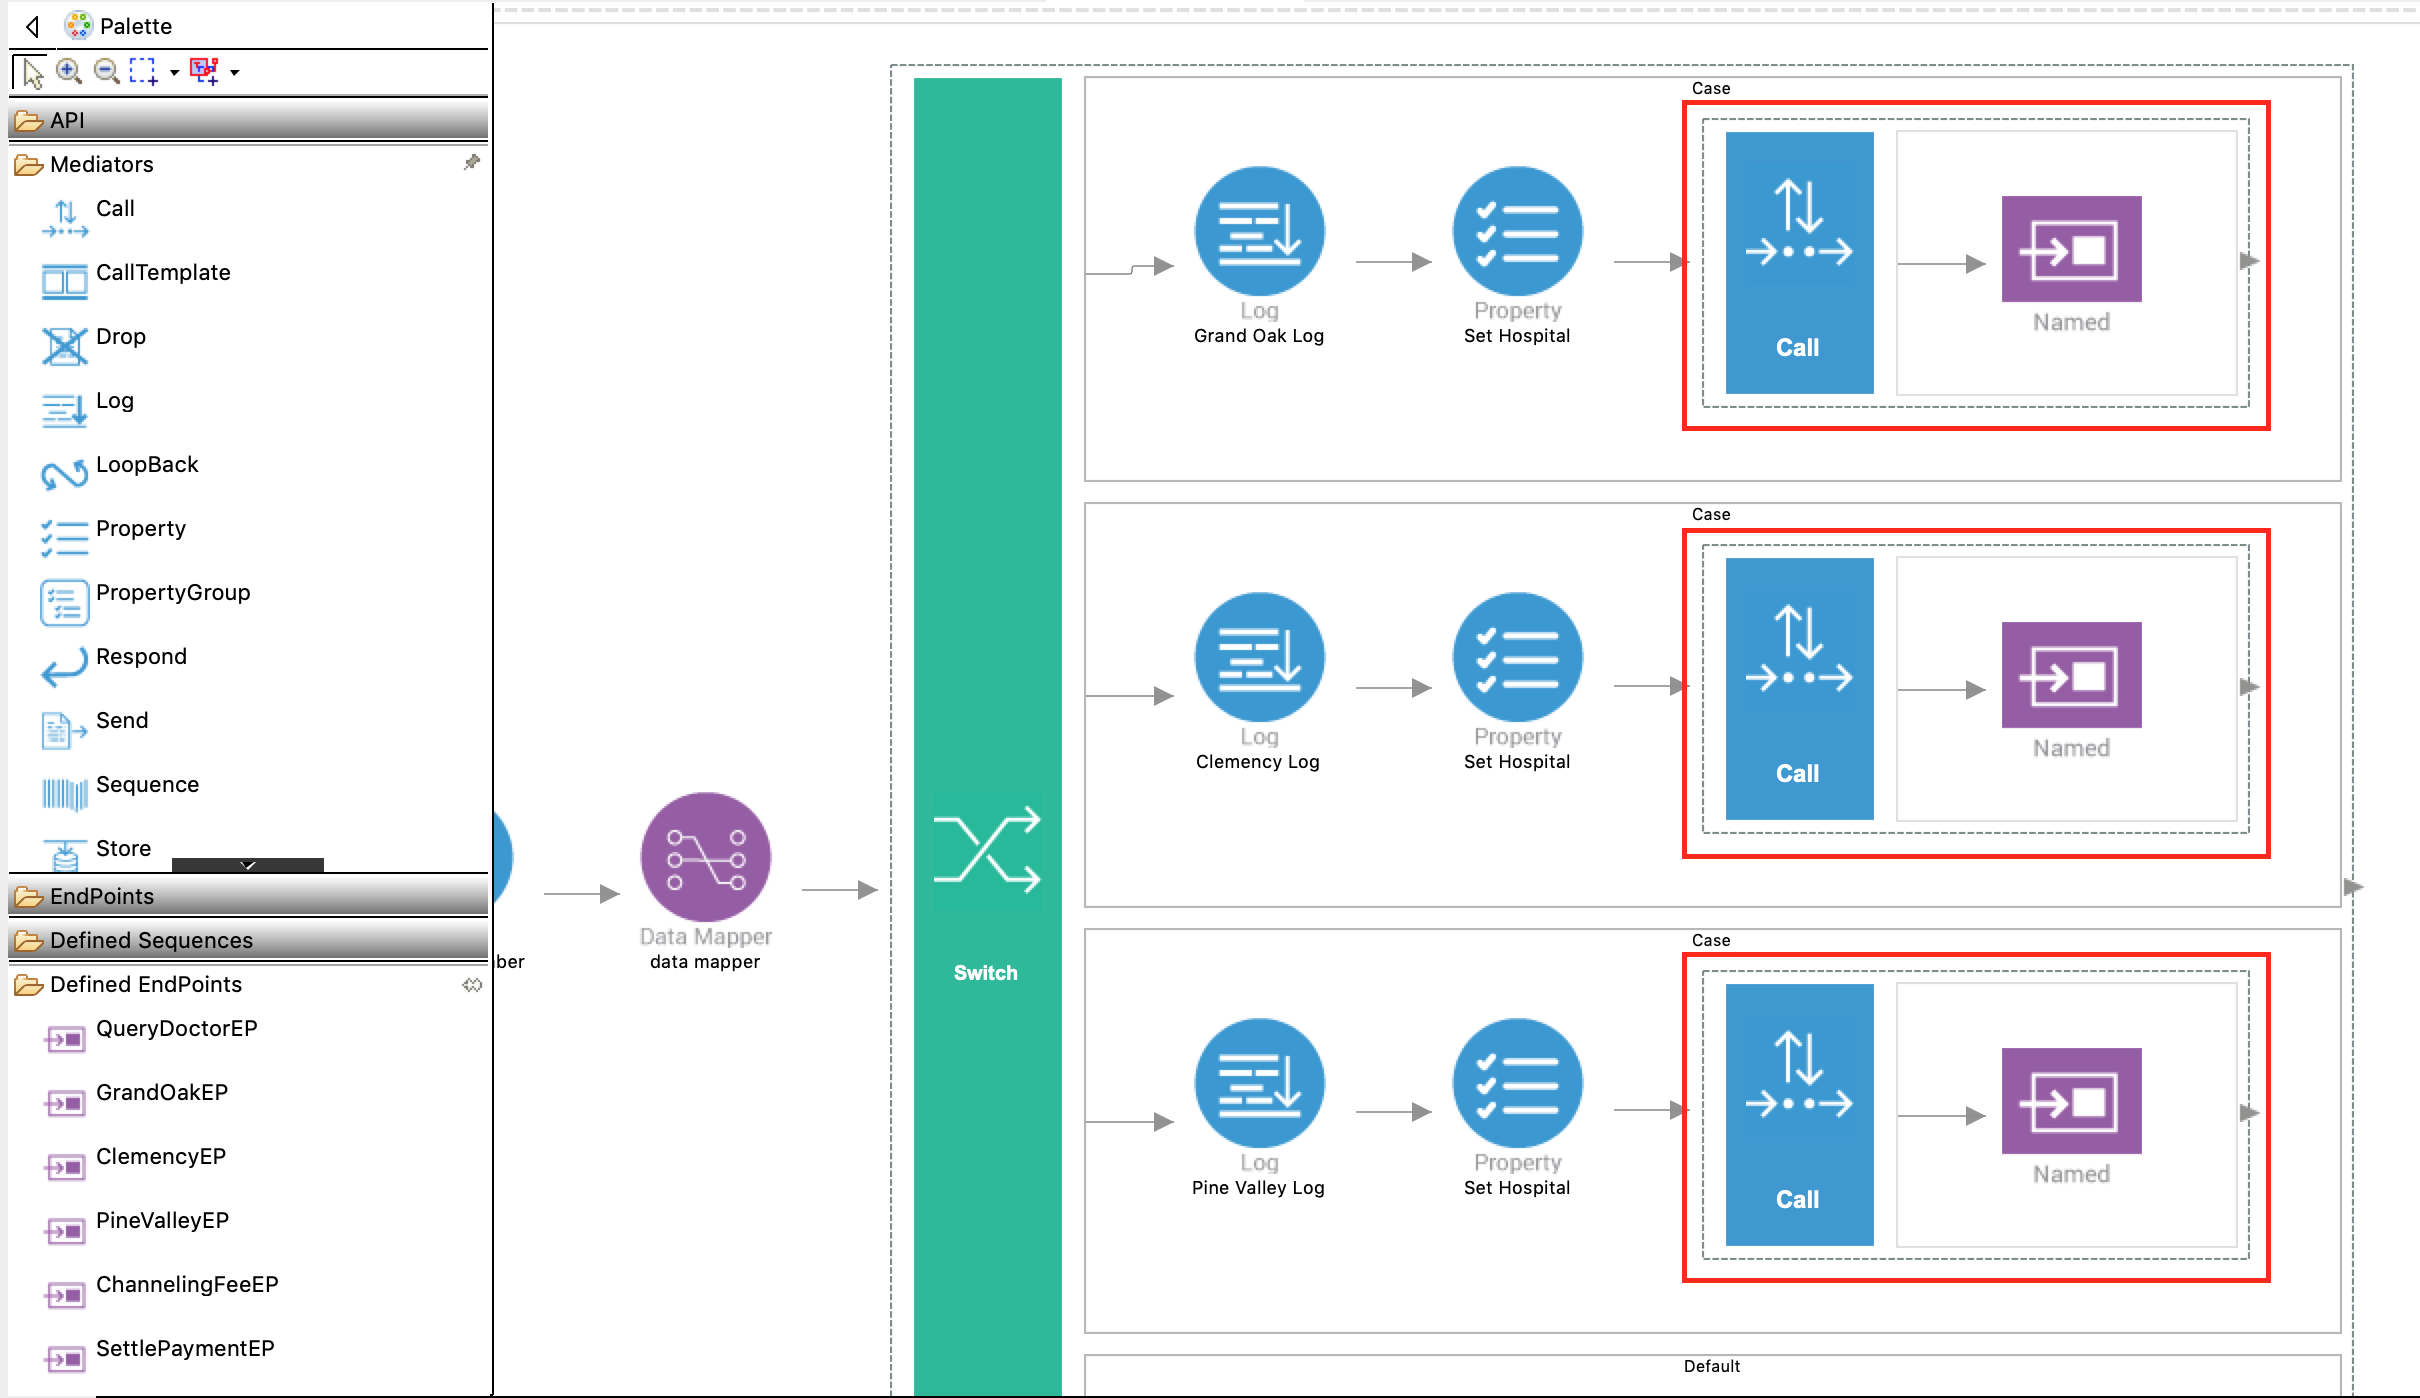 Palette
API
Mediators
Call
CallTemplate
Drop
Log
LoopBack
Property
PropertyGroup
Respond
Send
Sequence
Store
EndPoints
Defined Sequences
Defined EndPoints
QueryDoctorEP
GrandOakEP
ClemencyEP
PineValleyEP
ChannelingFeeEP
SettlePaymentEP
ber
Data Mapper
data mapper
Switch
Case
Log
Grand Oak Log
Property
Set Hospital
Call
Named
Case
Log
Clemency Log
Property
Set Hospital
Call
Named
Case
Log
Pine Valley Log
Property
Set Hospital
Call
Named
Default